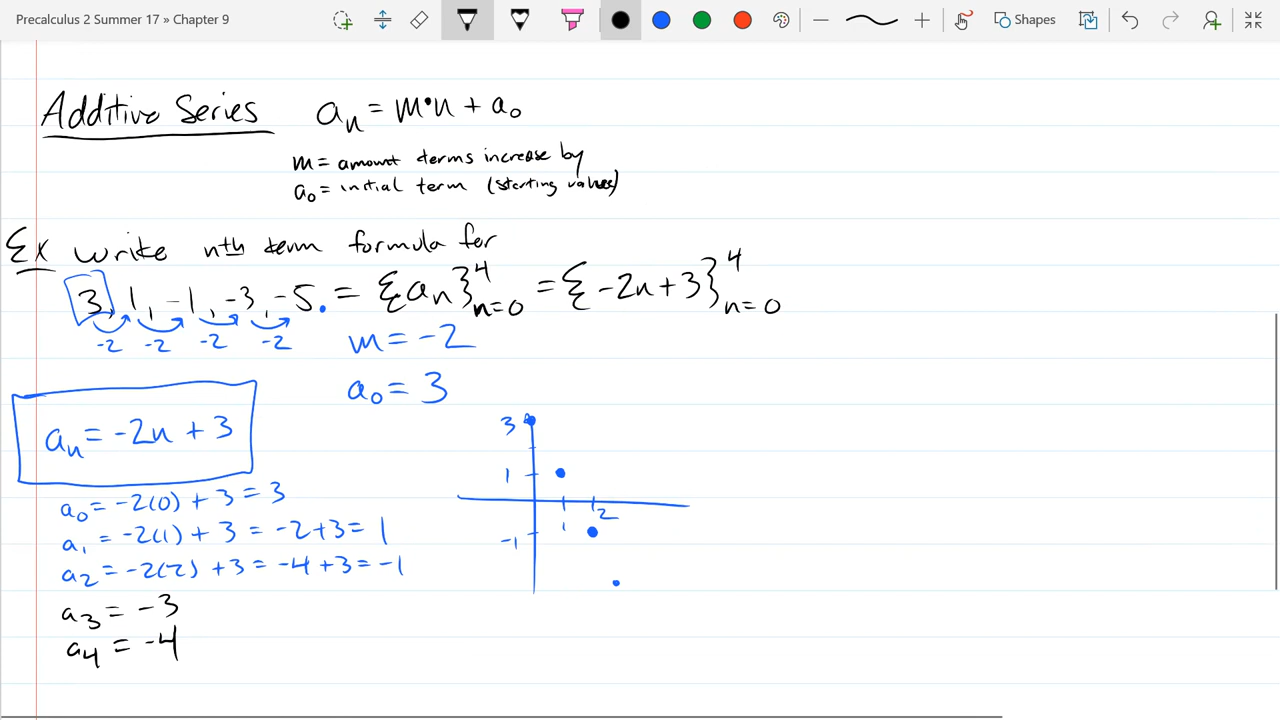 Precalculus 2 Summer 17 » Chapter 9
Shapes
Additive Series aₙ = m•n + a₀
m = amount terms increase by
a₀ = initial term (starting values)
Ex write nth term formula for
3, 1, -1, -3, -5. = {aₙ}⁴ₙ₌₀ = {-2n + 3}⁴ₙ₌₀
-2 -2 -2 -2
m = -2
a₀ = 3
aₙ = -2n + 3
a₀ = -2(0) + 3 = 3
a₁ = -2(1) + 3 = -2+3 = 1
a₂ = -2(2) + 3 = -4 + 3 = -1
a₃ = -3
a₄ = -4
3
1
1 2
-1